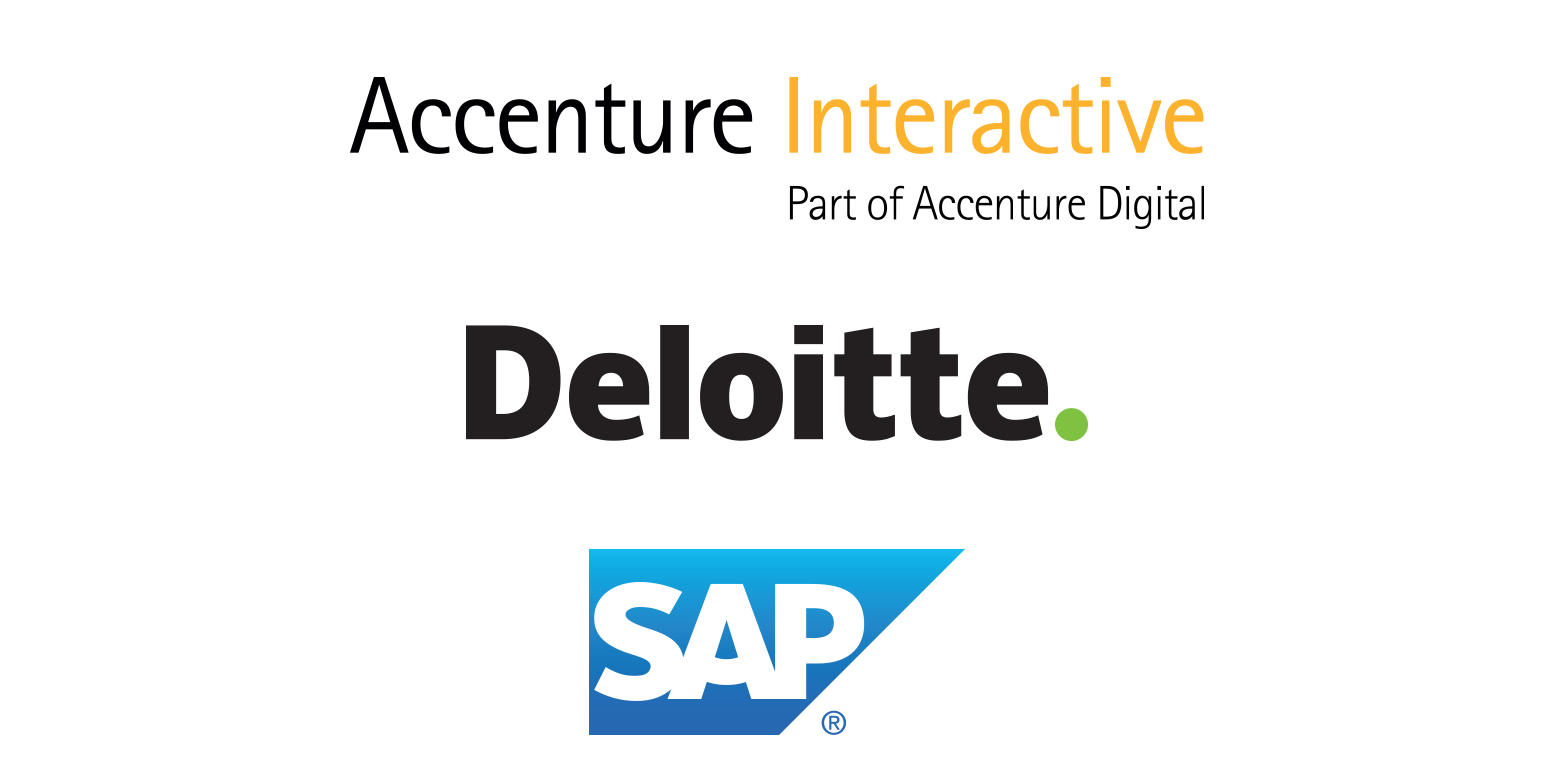 Accenture Interactive
Part of Accenture Digital
Deloitte.
SAP
®